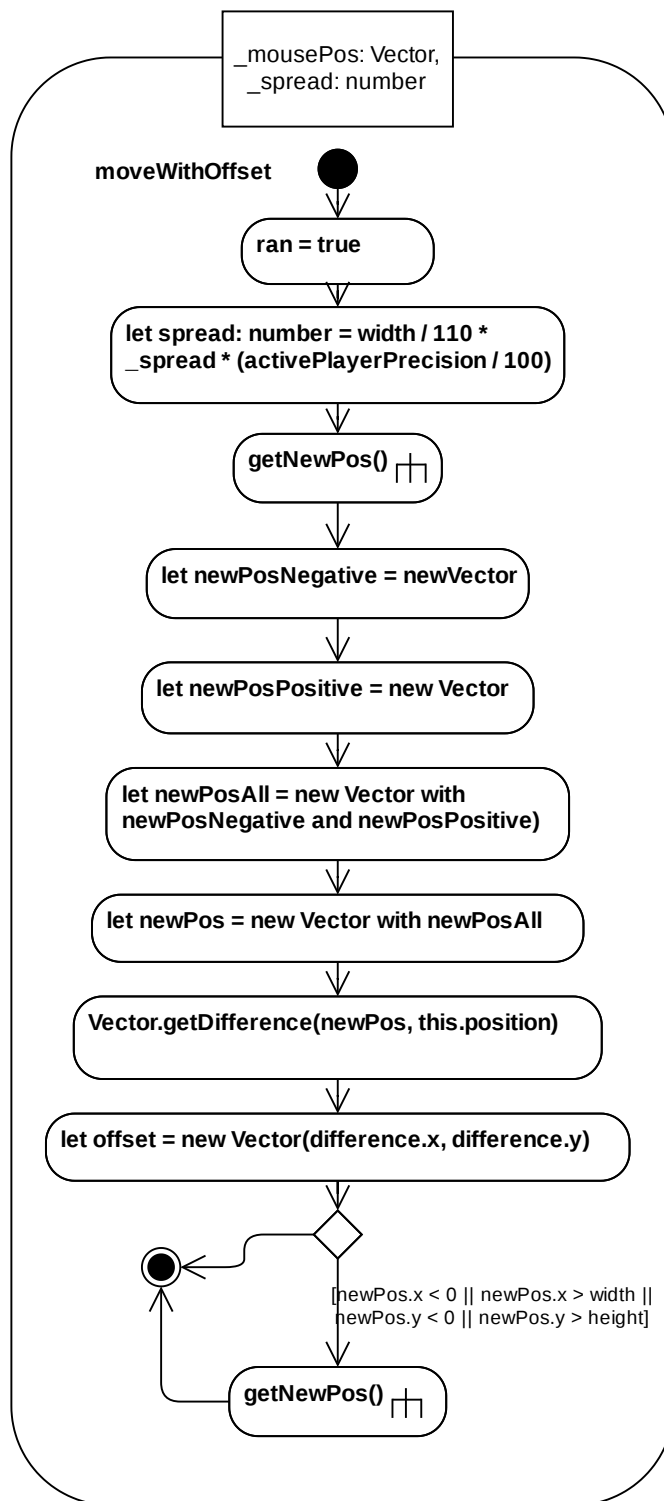 _mousePos: Vector,
_spread: number
moveWithOffset
ran = true
let spread: number = width / 110 *
_spread * (activePlayerPrecision / 100)
getNewPos()
let newPosNegative = newVector
let newPosPositive = new Vector
let newPosAll = new Vector with
newPosNegative and newPosPositive)
let newPos = new Vector with newPosAll
Vector.getDifference(newPos, this.position)
let offset = new Vector(difference.x, difference.y)
[newPos.x < 0 || newPos.x > width ||
newPos.y < 0 || newPos.y > height]
getNewPos()